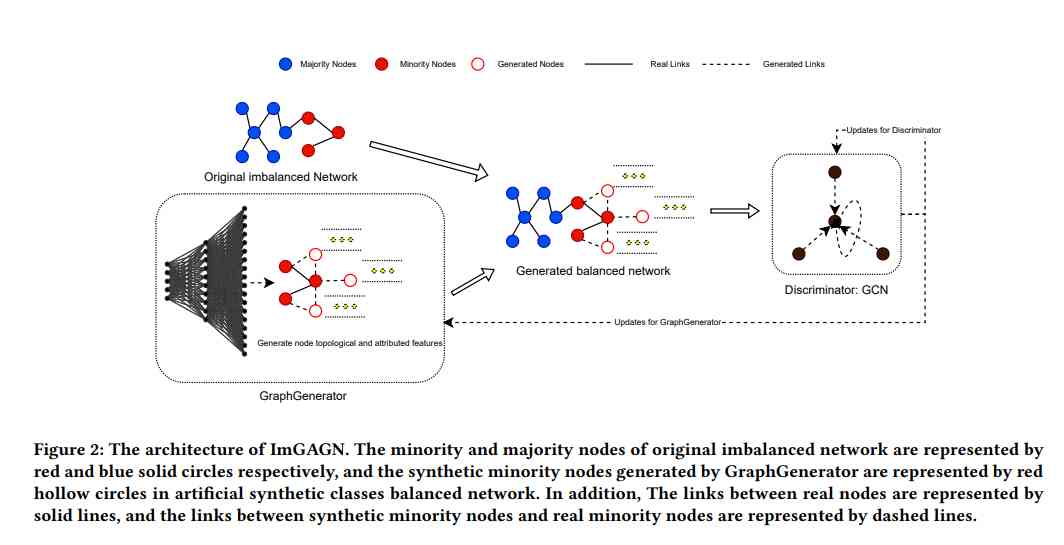 Majority Nodes
Minority Nodes
Generated Nodes
Real Links
Generated Links
Updates for Discriminator
Original imbalanced Network
Generated balanced network
Discriminator: GCN
Updates for GraphGenerator
Generate node topological and attributed features
GraphGenerator
Figure 2: The architecture of ImGAGN. The minority and majority nodes of original imbalanced network are represented by
red and blue solid circles respectively, and the synthetic minority nodes generated by GraphGenerator are represented by red
hollow circles in artificial synthetic classes balanced network. In addition, The links between real nodes are represented by
solid lines, and the links between synthetic minority nodes and real minority nodes are represented by dashed lines.